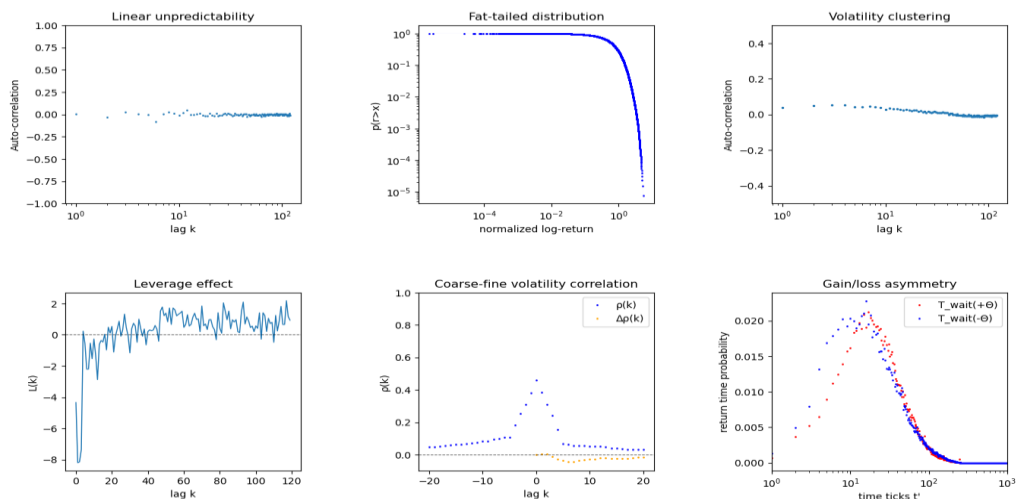 Linear unpredictability
1.00
0.75
0.50
0.25
0.00
−0.25
−0.50
−0.75
−1.00
Auto-correlation
10⁰
10¹
10²
lag k
Fat-tailed distribution
10⁰
10⁻¹
10⁻²
10⁻³
10⁻⁴
10⁻⁵
p(r>x)
10⁻⁴
10⁻²
10⁰
normalized log-return
Volatility clustering
0.4
0.2
0.0
−0.2
−0.4
Auto-correlation
10⁰
10¹
10²
lag k
Leverage effect
2
0
−2
−4
−6
−8
L(k)
0 20 40 60 80 100 120
lag k
Coarse-fine volatility correlation
1.0
0.8
0.6
0.4
0.2
0.0
ρ(k)
ρ(k)
Δρ(k)
−20 −10 0 10 20
lag k
Gain/loss asymmetry
0.020
0.015
0.010
0.005
0.000
return time probability
T_wait(+Θ)
T_wait(-Θ)
10⁰ 10¹ 10² 10³
time ticks t'